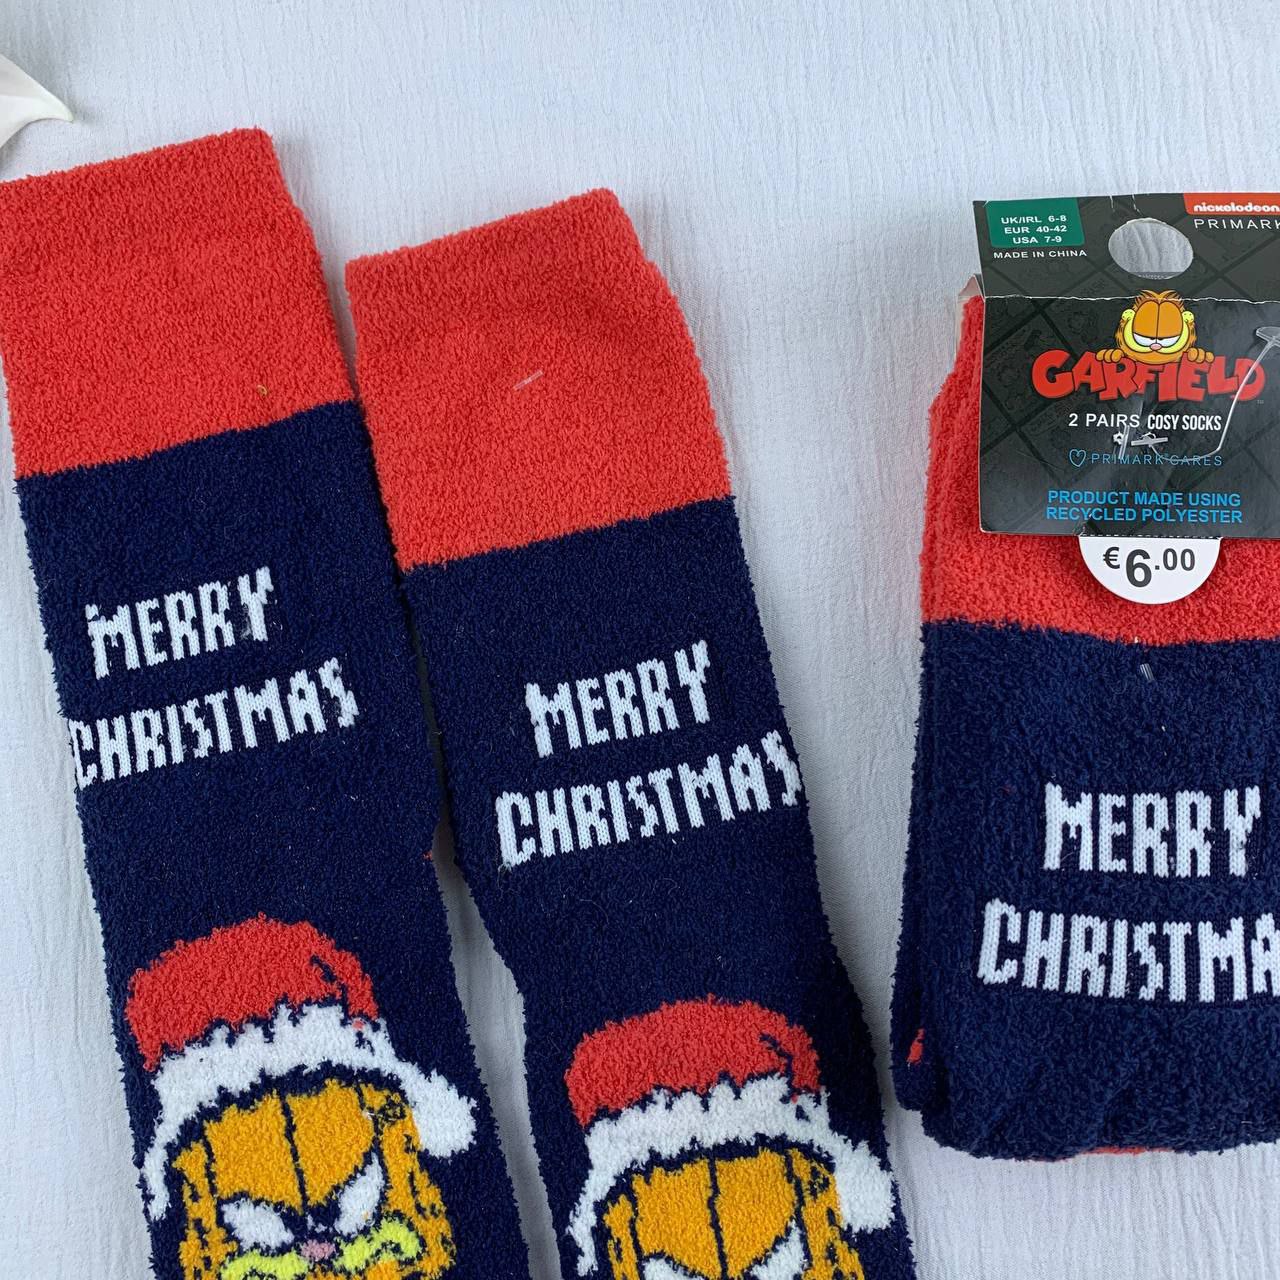 MERRY
CHRISTMAS
MERRY
CHRISTMAS
UK/IRL 6-8
EUR 40-42
USA 7-9
MADE IN CHINA
nickelodeon
PRIMARK
GARFIELD
2 PAIRS COSY SOCKS
PRIMARK CARES
PRODUCT MADE USING
RECYCLED POLYESTER
€6.00
MERRY
CHRISTMA